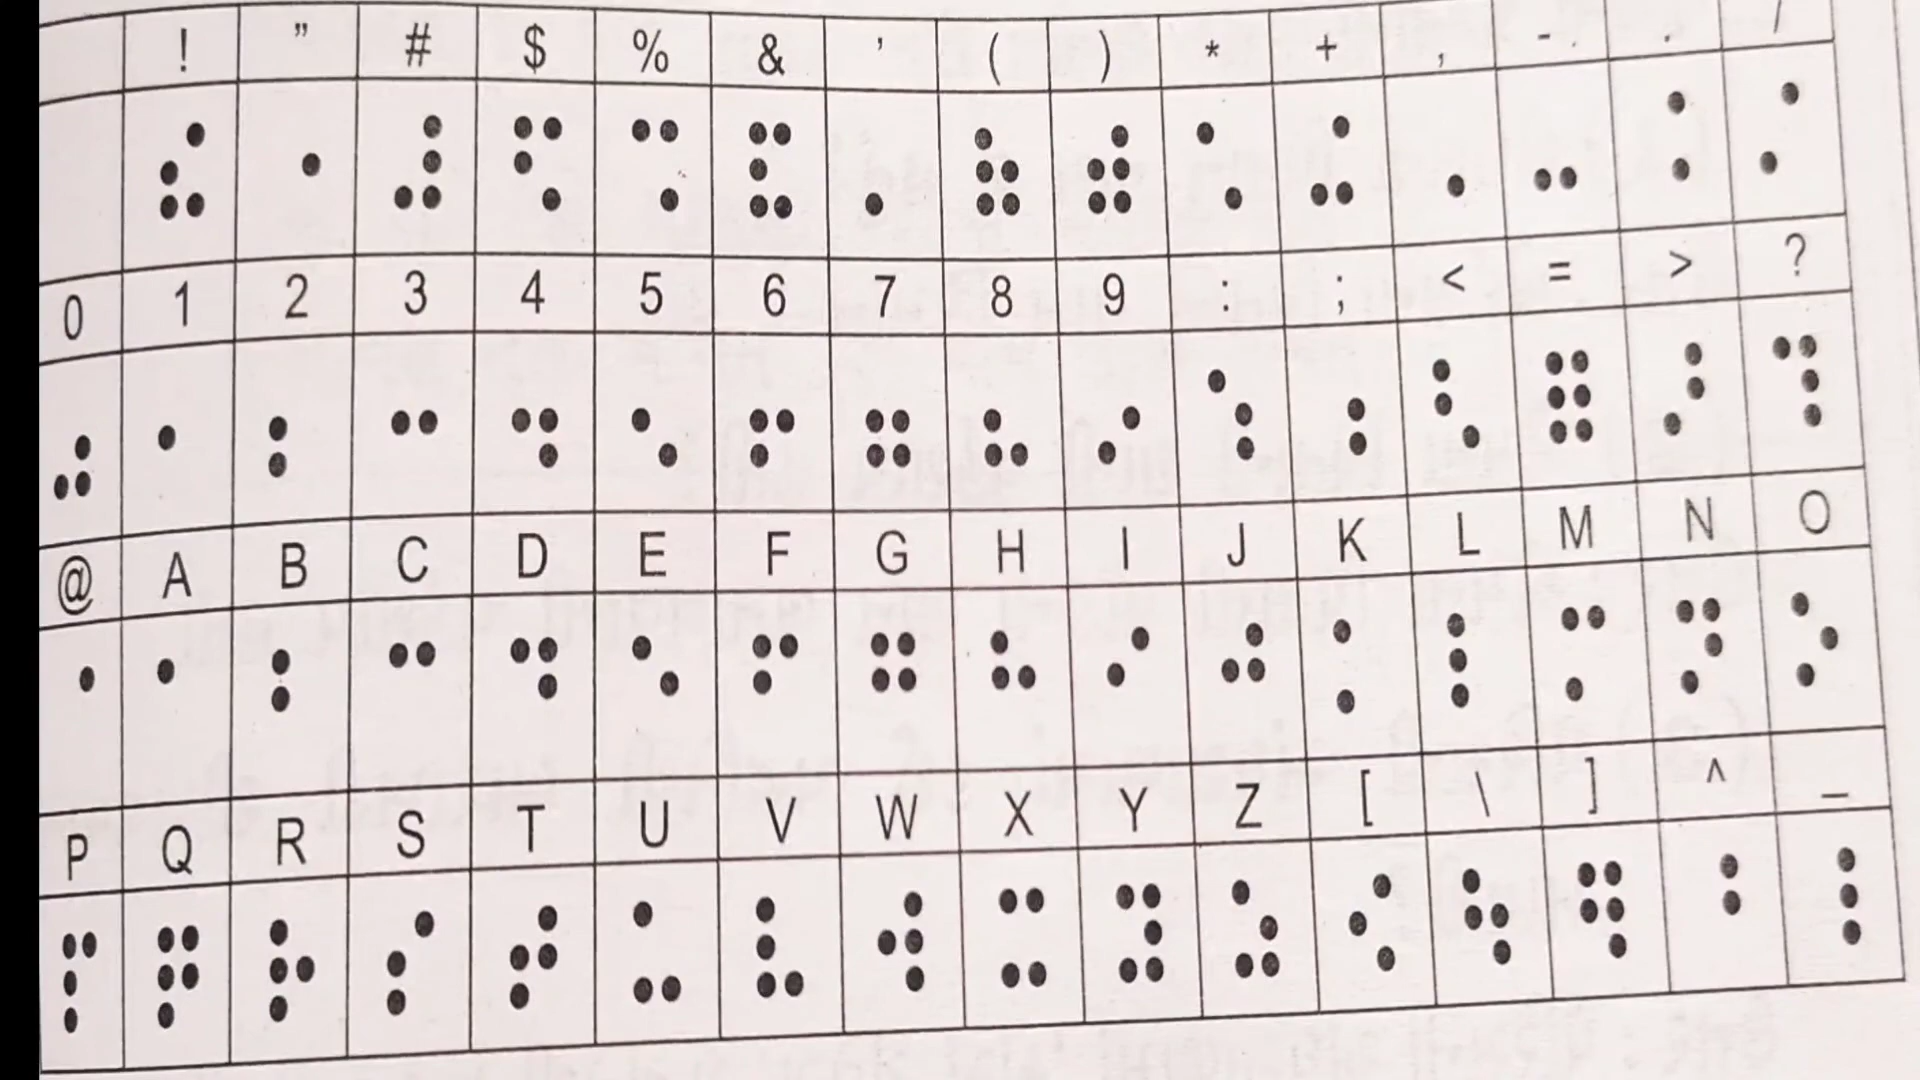 ! ” # $ % & ’ ( ) * + , - . /
0 1 2 3 4 5 6 7 8 9 : ; < = > ?
@ A B C D E F G H I J K L M N O
P Q R S T U V W X Y Z [ \ ] ^ _